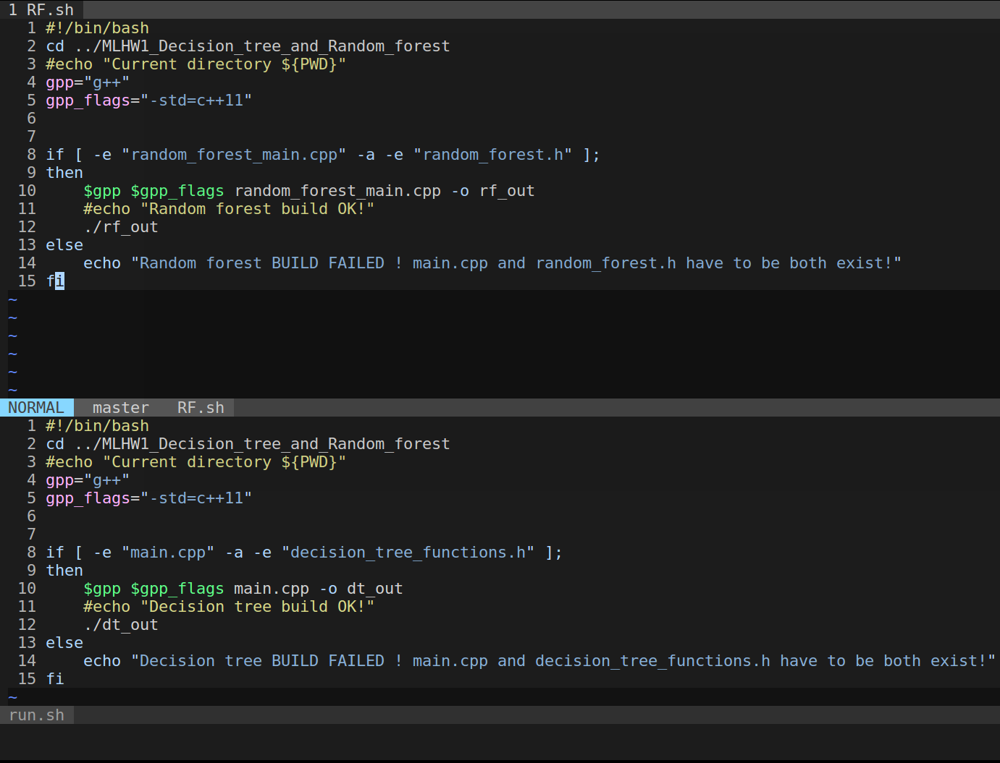 1 RF.sh
1 #!/bin/bash
2 cd ../MLHW1_Decision_tree_and_Random_forest
3 #echo "Current directory ${PWD}"
4 gpp="g++"
5 gpp_flags="-std=c++11"
6
7
8 if [ -e "random_forest_main.cpp" -a -e "random_forest.h" ];
9 then
10     $gpp $gpp_flags random_forest_main.cpp -o rf_out
11     #echo "Random forest build OK!"
12     ./rf_out
13 else
14     echo "Random forest BUILD FAILED ! main.cpp and random_forest.h have to be both exist!"
15 fi
~
~
~
~
~
~
NORMAL   master   RF.sh
1 #!/bin/bash
2 cd ../MLHW1_Decision_tree_and_Random_forest
3 #echo "Current directory ${PWD}"
4 gpp="g++"
5 gpp_flags="-std=c++11"
6
7
8 if [ -e "main.cpp" -a -e "decision_tree_functions.h" ];
9 then
10     $gpp $gpp_flags main.cpp -o dt_out
11     #echo "Decision tree build OK!"
12     ./dt_out
13 else
14     echo "Decision tree BUILD FAILED ! main.cpp and decision_tree_functions.h have to be both exist!"
15 fi
~
run.sh